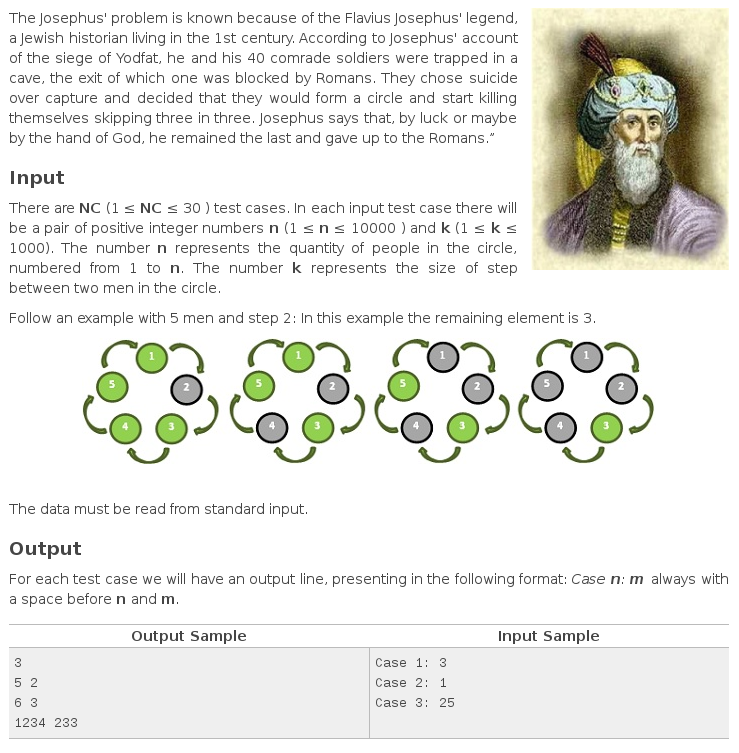 The Josephus' problem is known because of the Flavius Josephus' legend,
a Jewish historian living in the 1st century. According to Josephus' account
of the siege of Yodfat, he and his 40 comrade soldiers were trapped in a
cave, the exit of which one was blocked by Romans. They chose suicide
over capture and decided that they would form a circle and start killing
themselves skipping three in three. Josephus says that, by luck or maybe
by the hand of God, he remained the last and gave up to the Romans.”
Input
There are NC (1 ≤ NC ≤ 30 ) test cases. In each input test case there will
be a pair of positive integer numbers n (1 ≤ n ≤ 10000 ) and k (1 ≤ k ≤
1000). The number n represents the quantity of people in the circle,
numbered from 1 to n. The number k represents the size of step
between two men in the circle.
Follow an example with 5 men and step 2: In this example the remaining element is 3.
1 2 3 4 5
1 2 3 4 5
1 2 3 4 5
1 2 3 4 5
The data must be read from standard input.
Output
For each test case we will have an output line, presenting in the following format: Case n: m always with
a space before n and m.
Output Sample Input Sample
3 Case 1: 3
5 2 Case 2: 1
6 3 Case 3: 25
1234 233